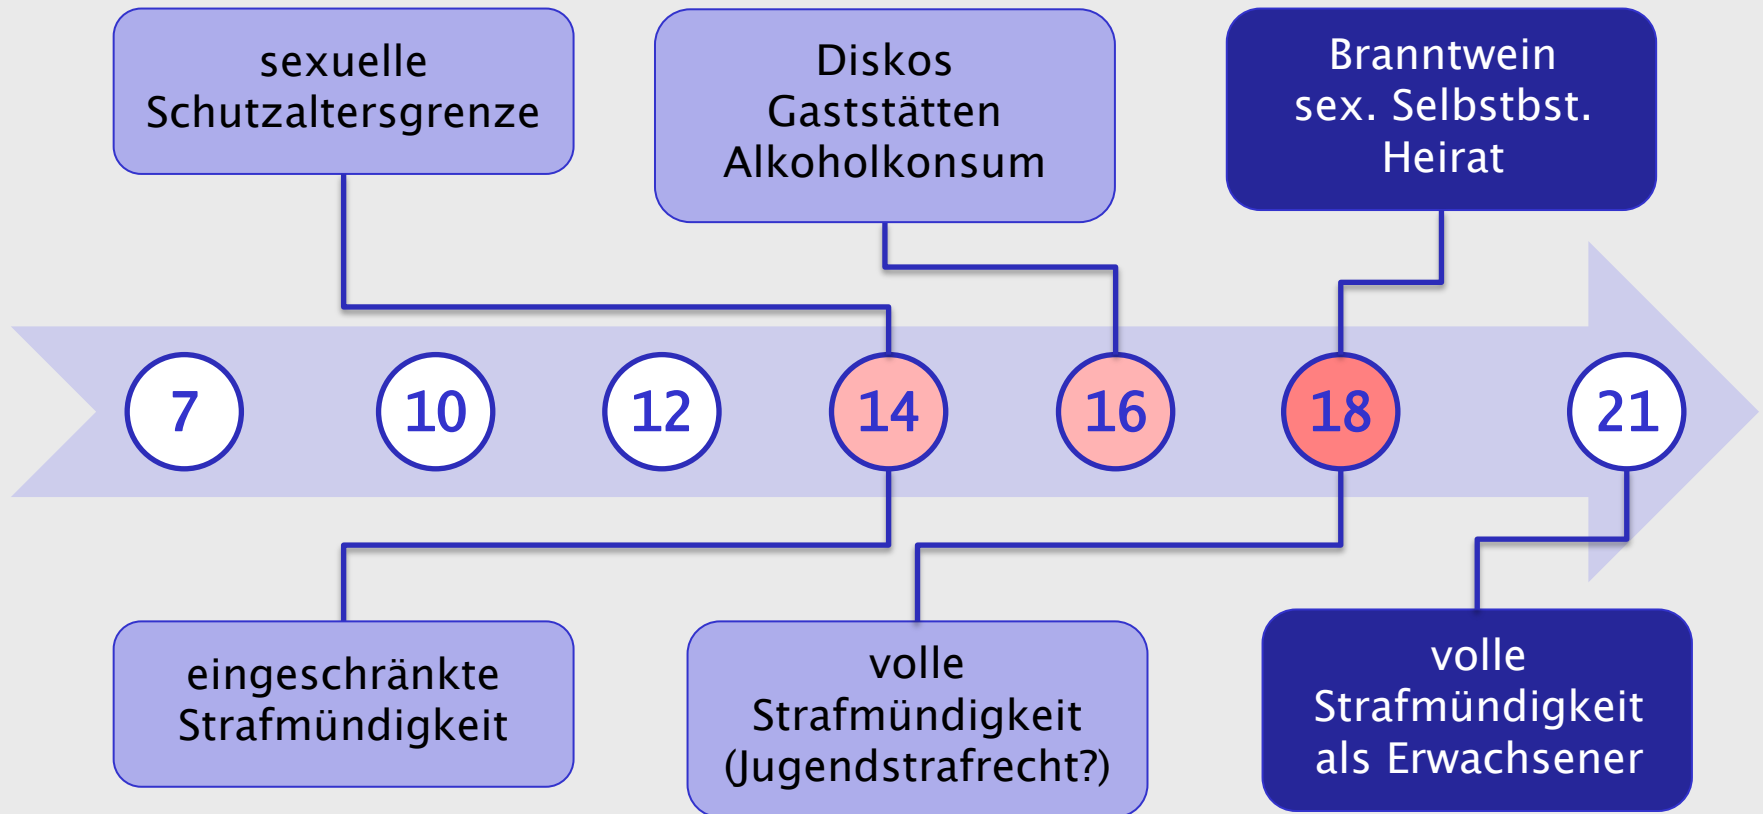 sexuelle
Schutzaltersgrenze
Diskos
Gaststätten
Alkoholkonsum
Branntwein
sex. Selbstbst.
Heirat
7
10
12
14
16
18
21
eingeschränkte
Strafmündigkeit
volle
Strafmündigkeit
(Jugendstrafrecht?)
volle
Strafmündigkeit
als Erwachsener